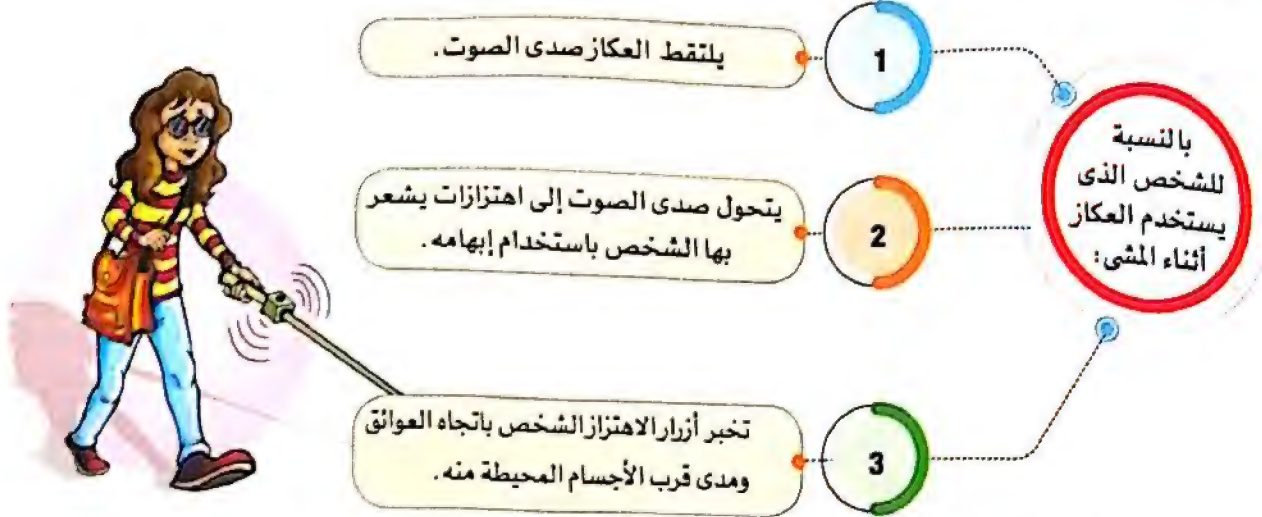 بالنسبة
للشخص الذى
يستخدم العكاز
أثناء المشى:
1
يلتقط العكاز صدى الصوت.
2
يتحول صدى الصوت إلى اهتزازات يشعر
بها الشخص باستخدام إبهامه.
3
تخبر أزرار الاهتزاز الشخص باتجاه العوائق
ومدى قرب الأجسام المحيطة منه.